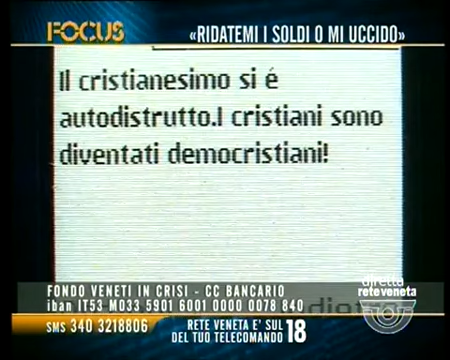 FOCUS
«RIDATEMI I SOLDI O MI UCCIDO»
Il cristianesimo si é
autodistrutto.I cristiani sono
diventati democristiani!
diretta
reteveneta
FONDO VENETI IN CRISI - CC BANCARIO
iban IT53 M033 5901 6001 0000 0078 840
SMS 340 3218806
RETE VENETA E' SUL
DEL TUO TELECOMANDO
18